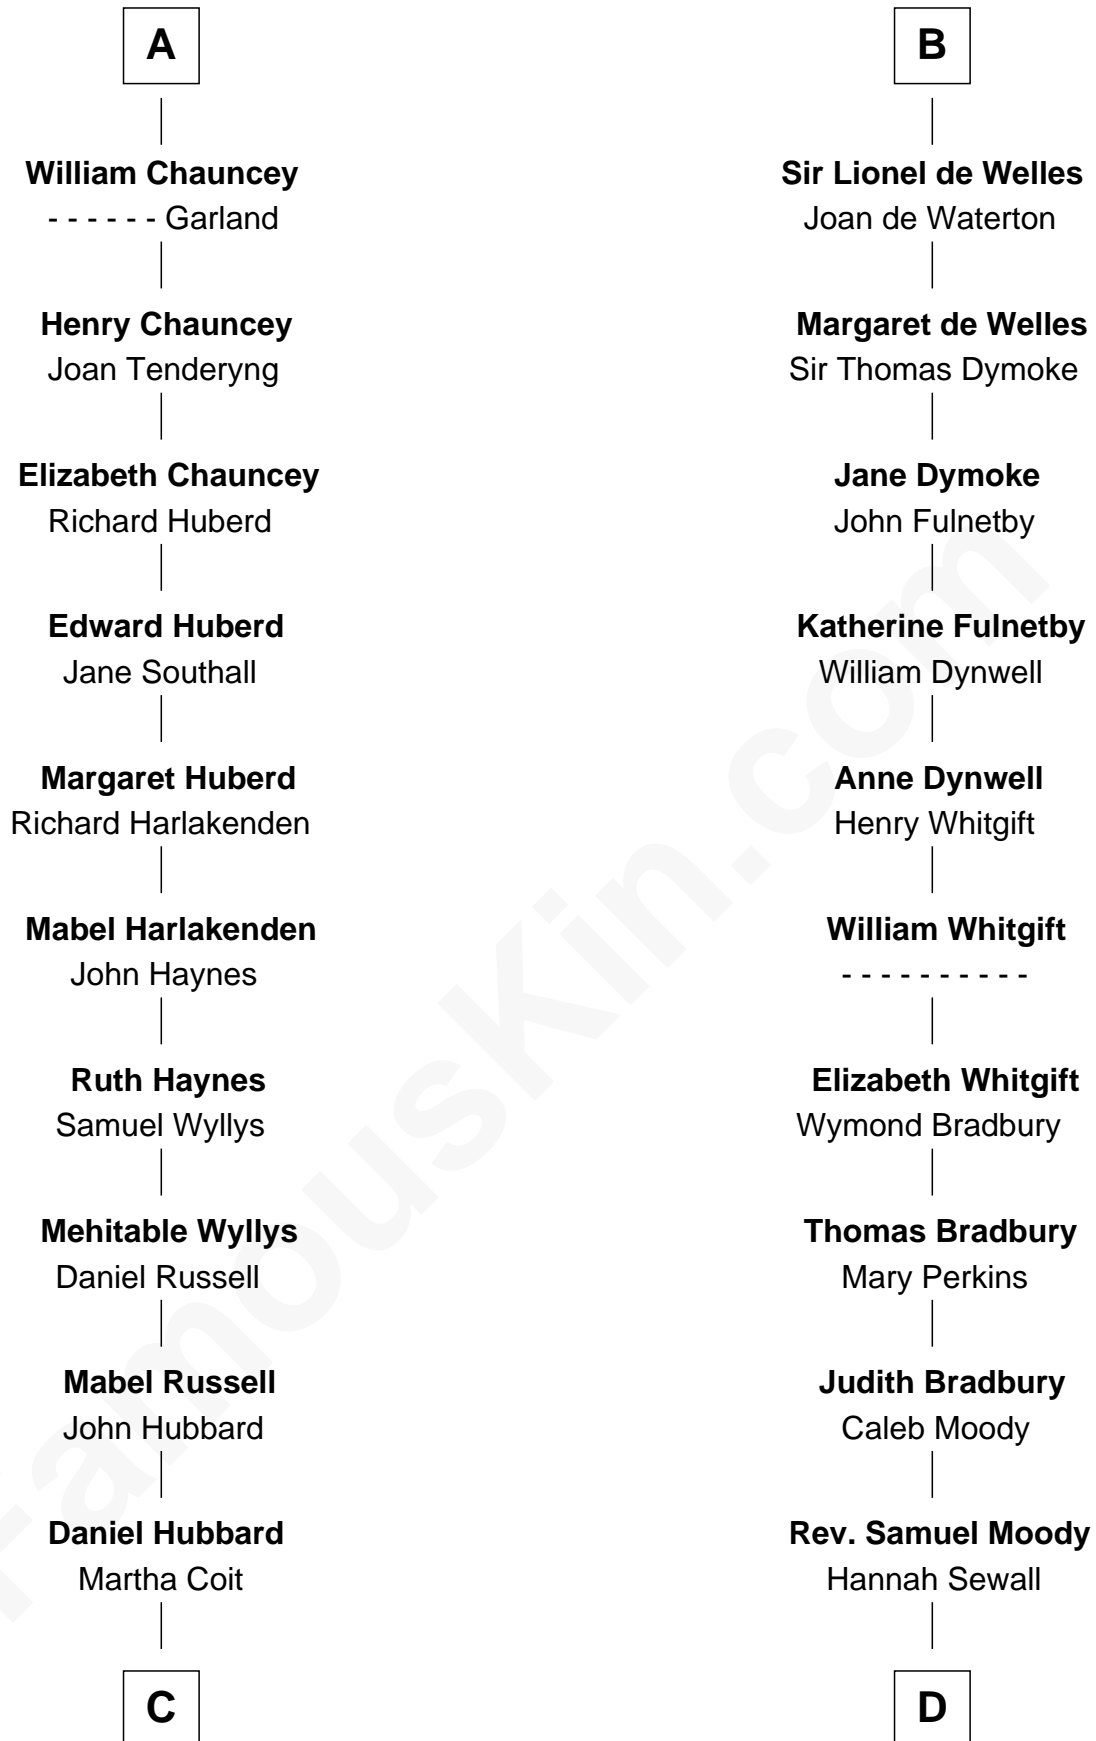 A
William Chauncey
- - - - - - Garland
Henry Chauncey
Joan Tenderyng
Elizabeth Chauncey
Richard Huberd
Edward Huberd
Jane Southall
Margaret Huberd
Richard Harlakenden
Mabel Harlakenden
John Haynes
Ruth Haynes
Samuel Wyllys
Mehitable Wyllys
Daniel Russell
Mabel Russell
John Hubbard
Daniel Hubbard
Martha Coit
C
B
Sir Lionel de Welles
Joan de Waterton
Margaret de Welles
Sir Thomas Dymoke
Jane Dymoke
John Fulnetby
Katherine Fulnetby
William Dynwell
Anne Dynwell
Henry Whitgift
William Whitgift
- - - - - - - - - -
Elizabeth Whitgift
Wymond Bradbury
Thomas Bradbury
Mary Perkins
Judith Bradbury
Caleb Moody
Rev. Samuel Moody
Hannah Sewall
D
FamousKin.com